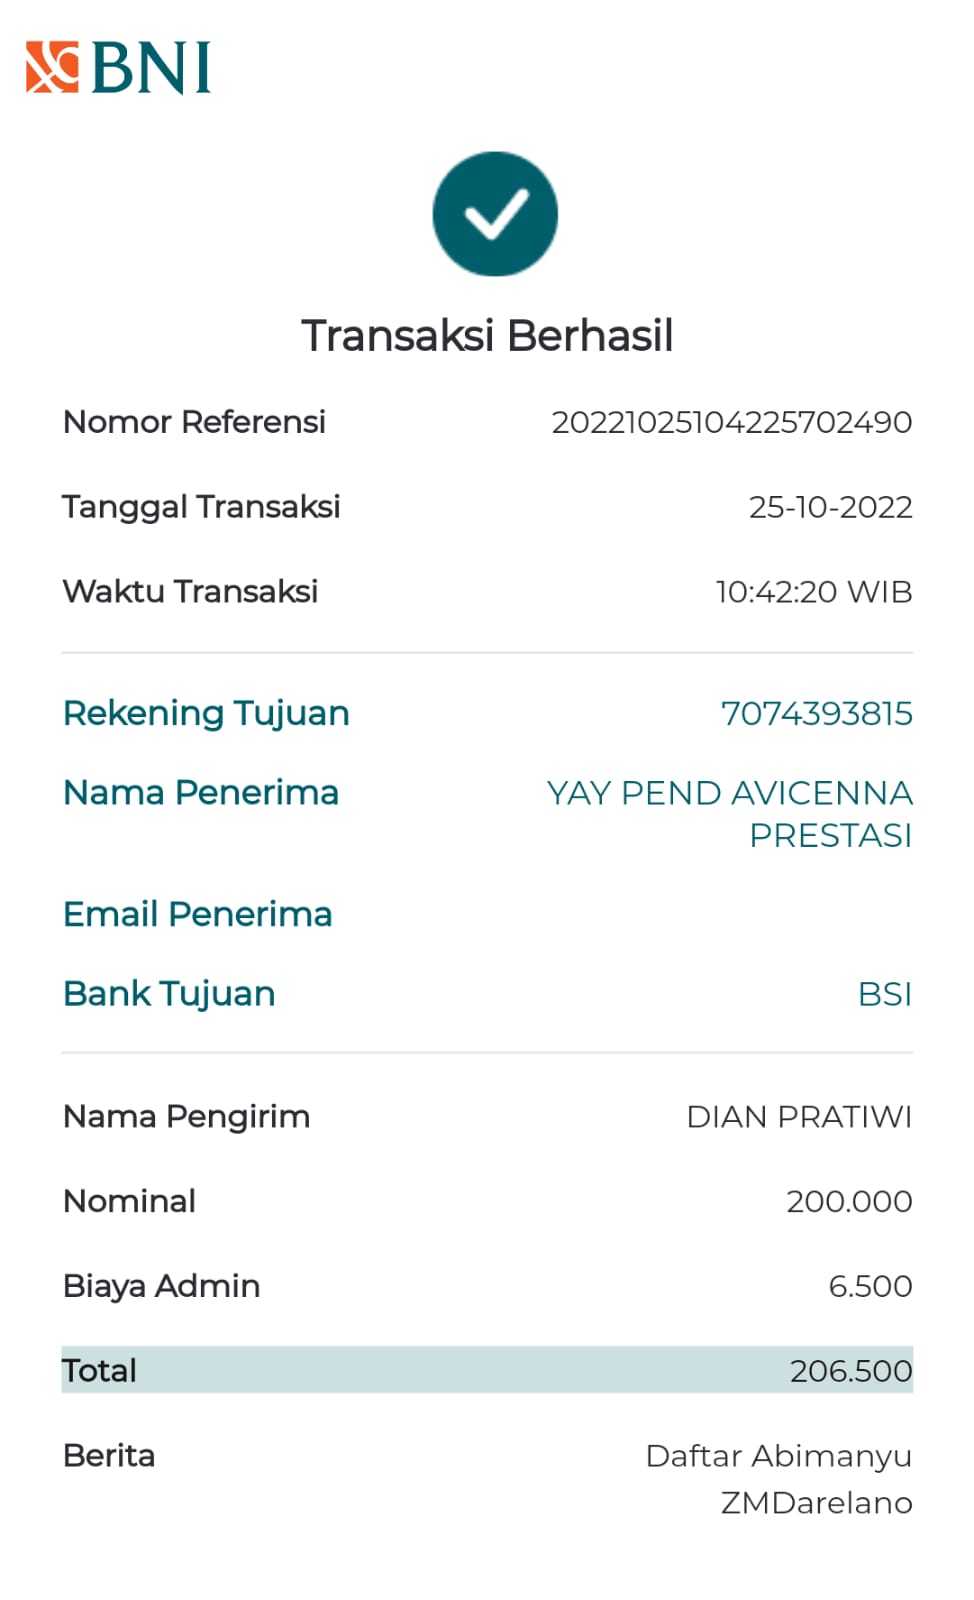 BNI
Transaksi Berhasil
Nomor Referensi 20221025104225702490
Tanggal Transaksi 25-10-2022
Waktu Transaksi 10:42:20 WIB
Rekening Tujuan 7074393815
Nama Penerima YAY PEND AVICENNA
PRESTASI
Email Penerima
Bank Tujuan BSI
Nama Pengirim DIAN PRATIWI
Nominal 200.000
Biaya Admin 6.500
Total 206.500
Berita Daftar Abimanyu
ZMDarelano